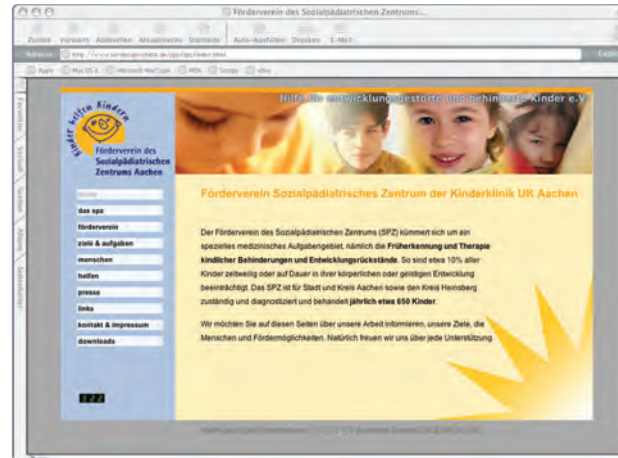 Förderverein des Sozialpädiatrischen Zentrums...
Zurück Vorwärts Abbrechen Aktualisieren Startseite Auto-Ausfüllen Drucken E-Mail
Adresse:
Apple Mac OS X Microsoft MacTopia MSN Google eBay
Favoriten
Verlauf
Suchen
Kinder helfen Kindern
Förderverein des
Sozialpädiatrischen
Zentrums Aachen
Hilfe für entwicklungsgestörte und behinderte Kinder e.V.
home
das spz
förderverein
ziele & aufgaben
menschen
helfen
presse
links
kontakt & impressum
downloads
Förderverein Sozialpädiatrisches Zentrum der Kinderklinik UK Aachen
Der Förderverein des Sozialpädiatrischen Zentrums (SPZ) kümmert sich um ein
spezielles medizinisches Aufgabengebiet, nämlich die Früherkennung und Therapie
kindlicher Behinderungen und Entwicklungsrückstände. So sind etwa 10% aller
Kinder zeitweilig oder auf Dauer in ihrer körperlichen oder geistigen Entwicklung
beeinträchtigt. Das SPZ ist für Stadt und Kreis Aachen sowie den Kreis Heinsberg
zuständig und diagnostiziert und behandelt jährlich etwa 650 Kinder.
Wir möchten Sie auf diesen Seiten über unsere Arbeit informieren, unsere Ziele, die
Menschen und Fördermöglichkeiten. Natürlich freuen wir uns über jede Unterstützung.